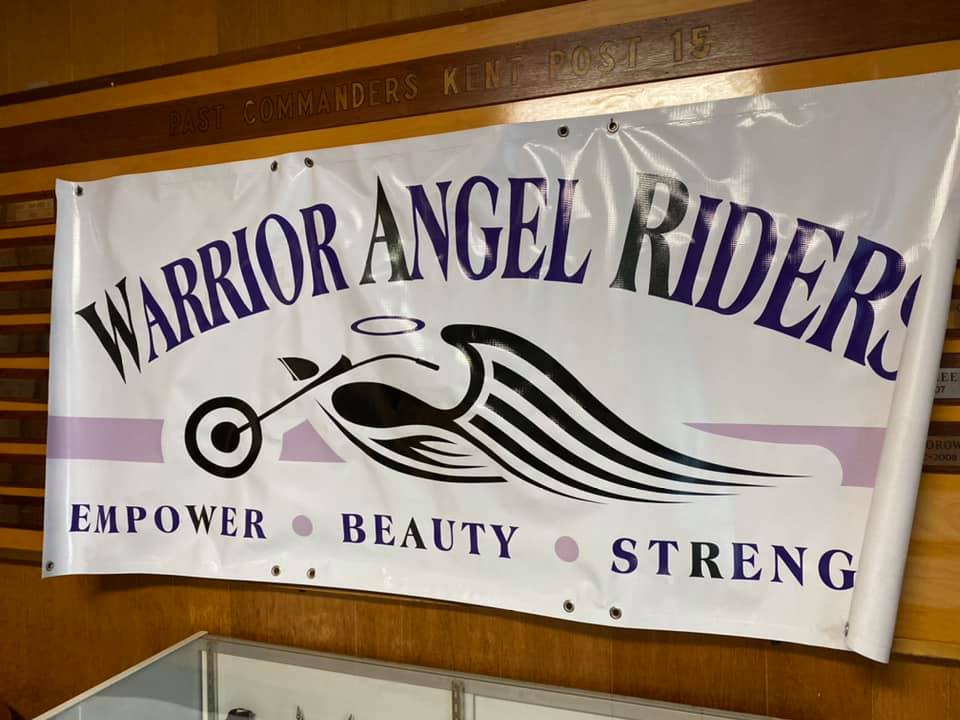 PAST COMMANDERS KENT POST 15
WARRIOR ANGEL RIDERS
EMPOWER • BEAUTY • STRENG